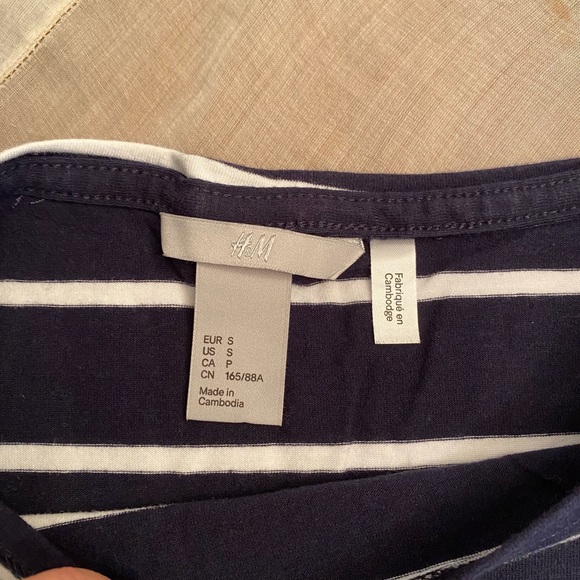 H&M
EUR S
US S
CA P
CN 165/88A
Made in
Cambodia
Fabriqué en
Cambodge